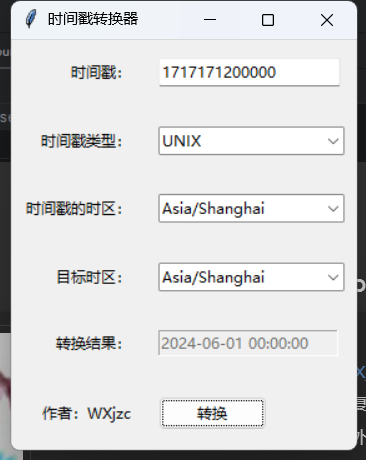 时间戳转换器
时间戳： 1717171200000
时间戳类型： UNIX
时间戳的时区： Asia/Shanghai
目标时区： Asia/Shanghai
转换结果： 2024-06-01 00:00:00
作者：WXjzc 转换